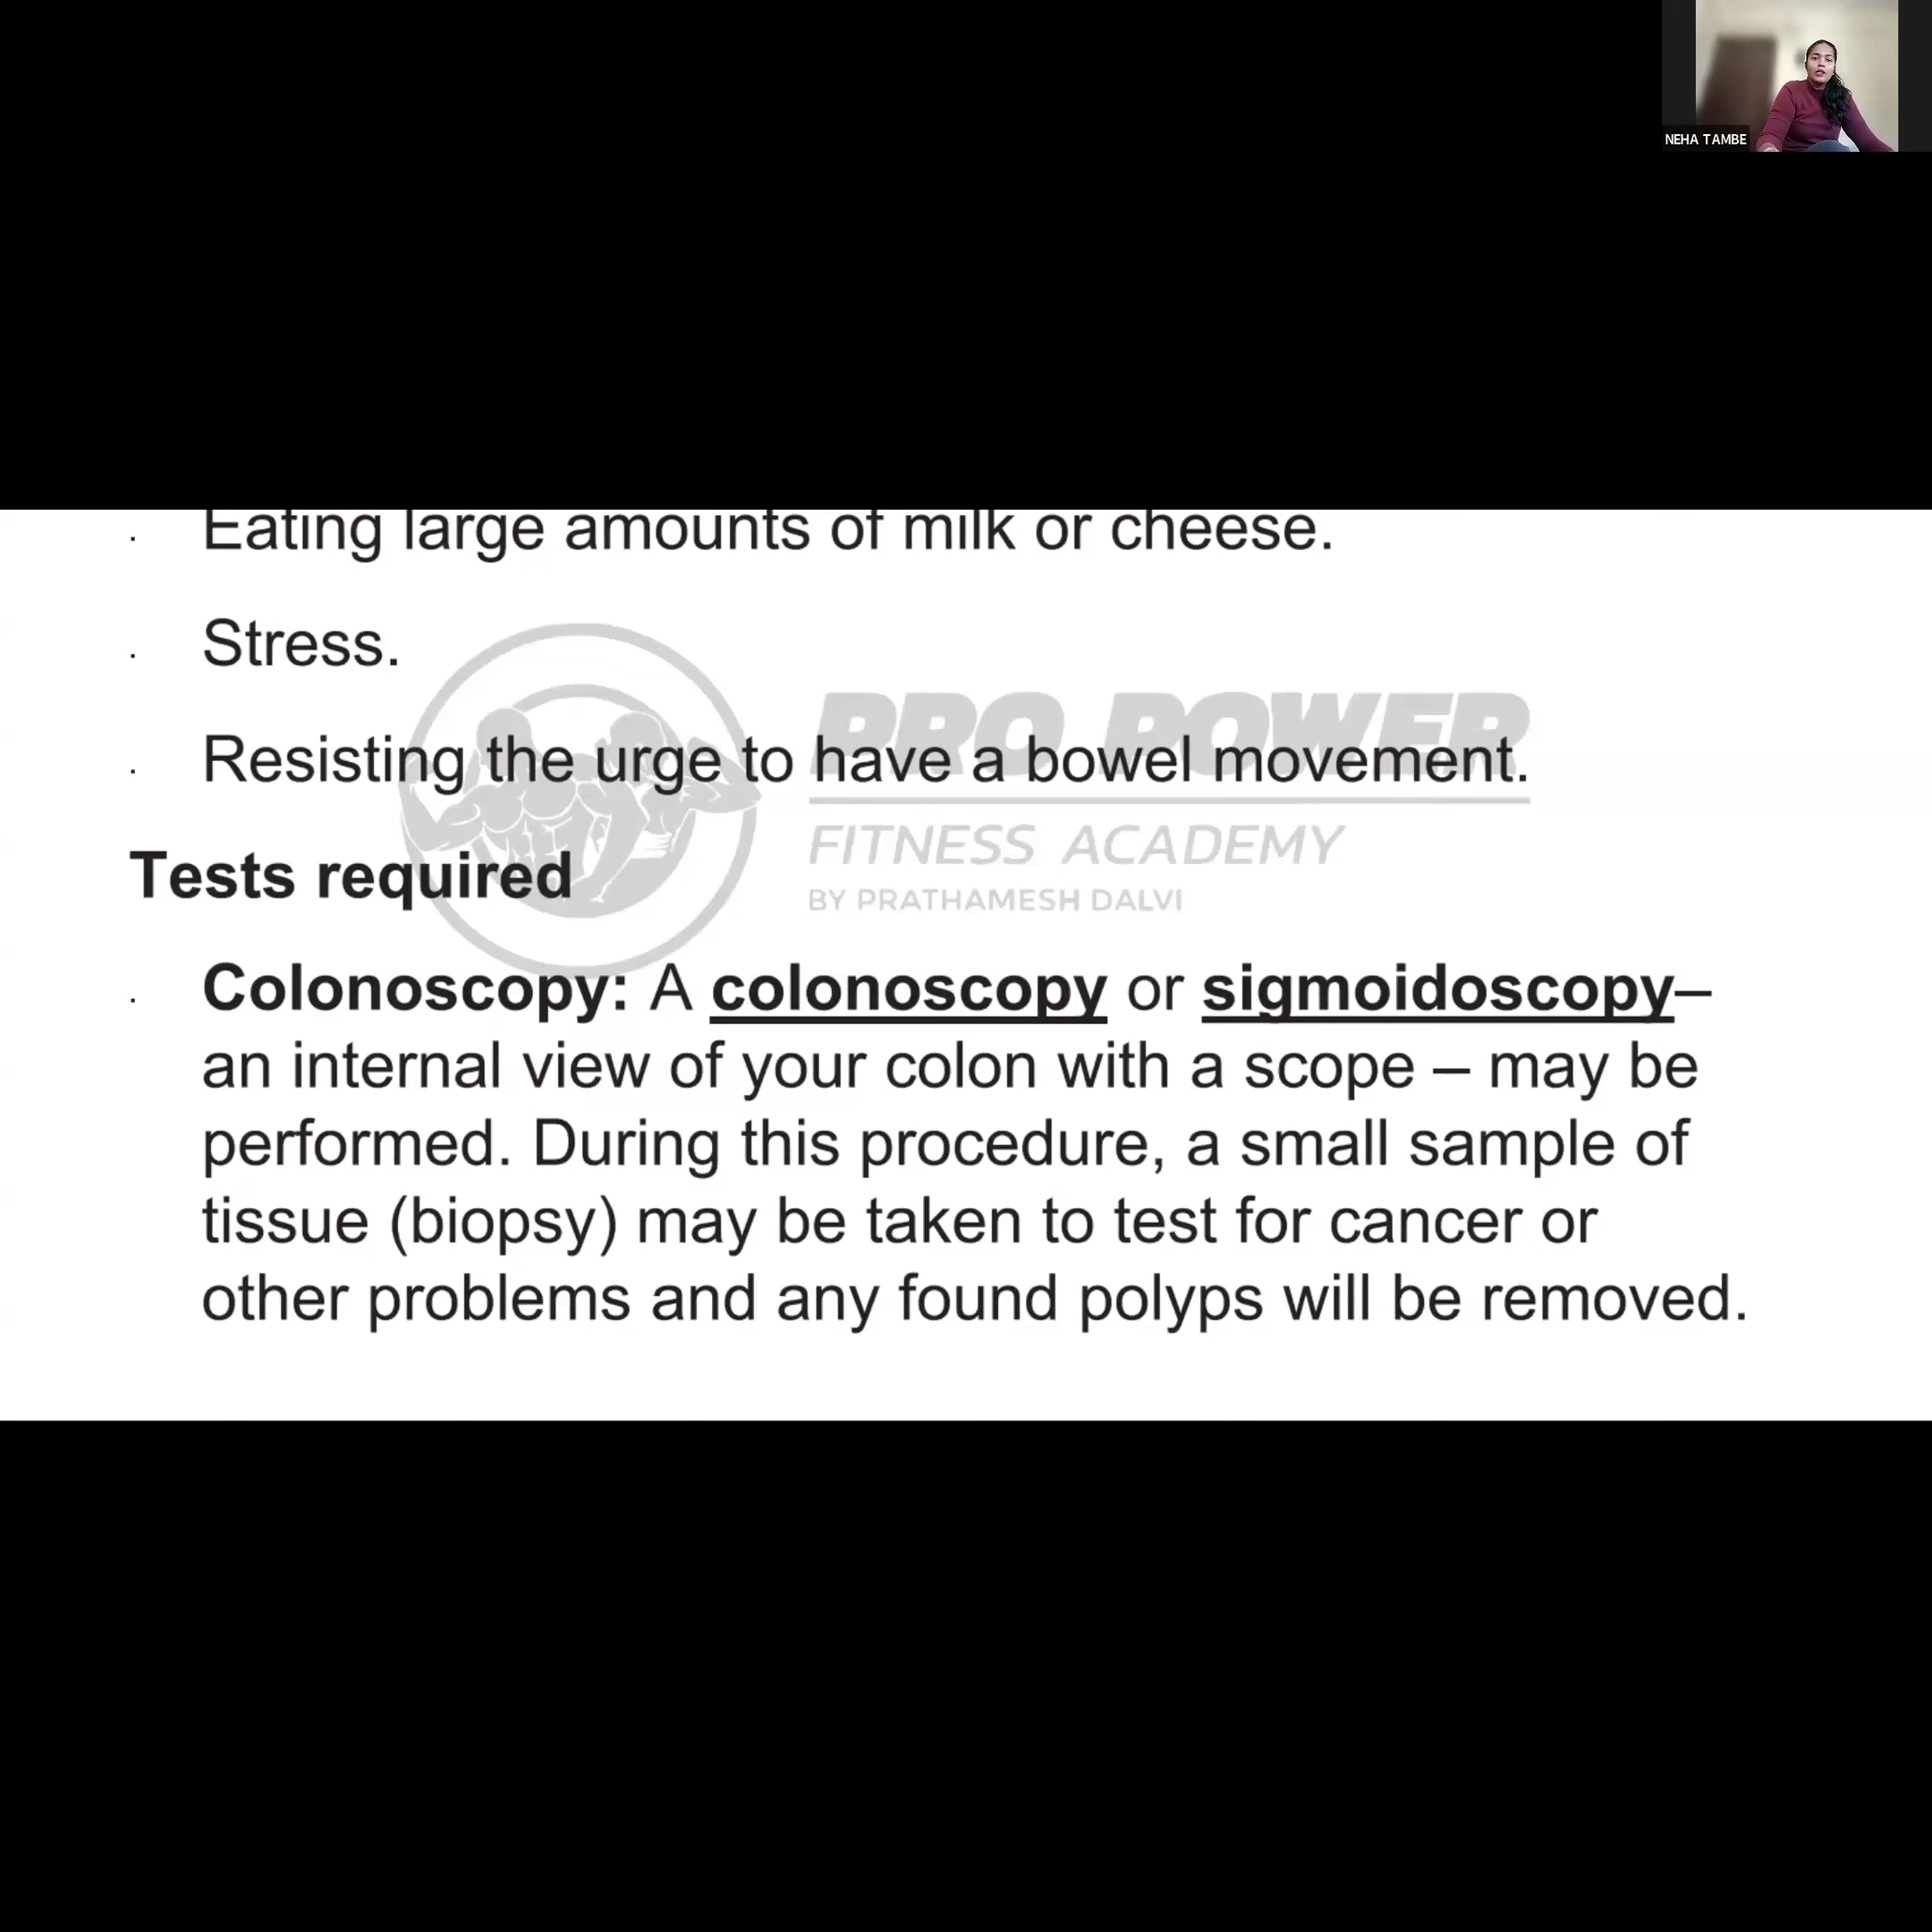 NEHA TAMBE
· Eating large amounts of milk or cheese.
· Stress.
· Resisting the urge to have a bowel movement.
PRO POWER
FITNESS ACADEMY
BY PRATHAMESH DALVI
Tests required
· Colonoscopy: A colonoscopy or sigmoidoscopy–
an internal view of your colon with a scope – may be
performed. During this procedure, a small sample of
tissue (biopsy) may be taken to test for cancer or
other problems and any found polyps will be removed.